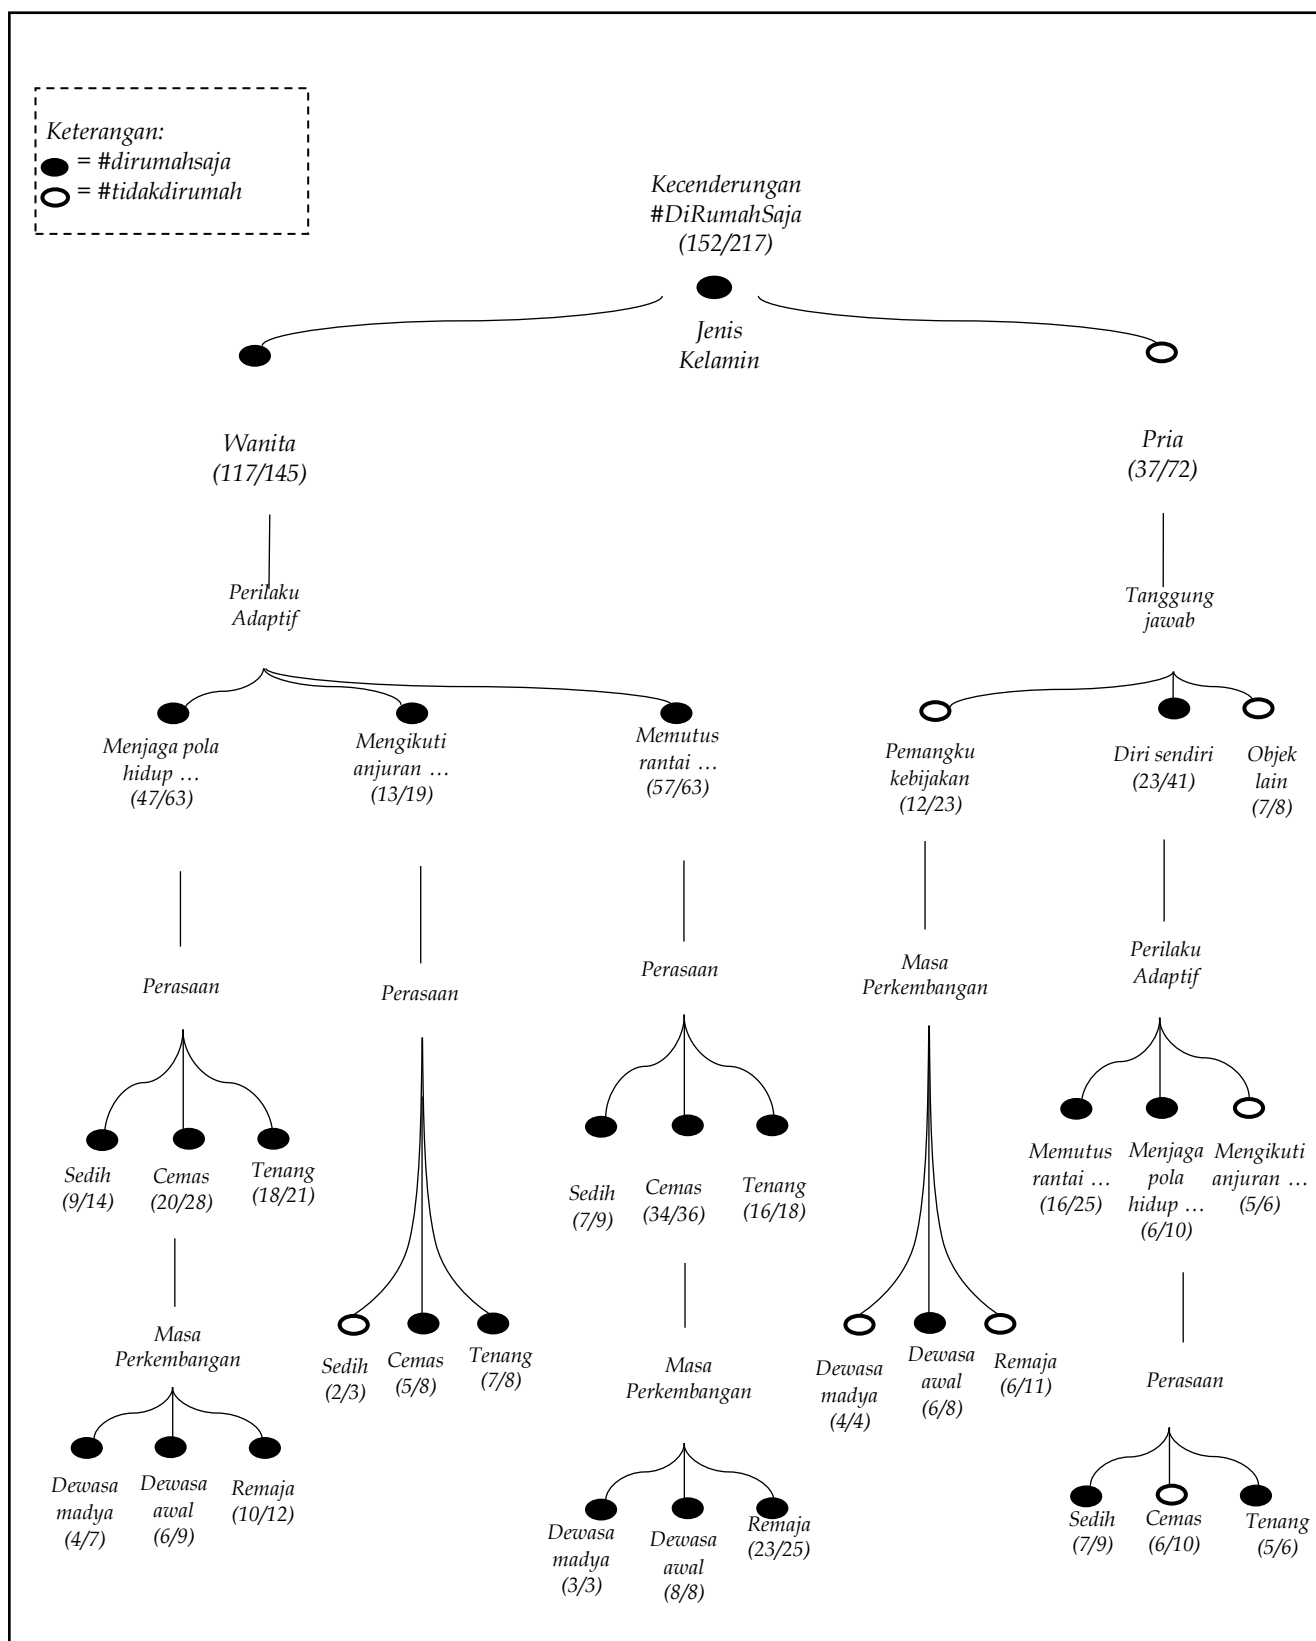 Keterangan:
= #dirumahsaja
= #tidakdirumah
Kecenderungan
#DiRumahSaja
(152/217)
Jenis
Kelamin
Wanita
(117/145)
Pria
(37/72)
Perilaku
Adaptif
Tanggung
jawab
Menjaga pola
hidup …
(47/63)
Mengikuti
anjuran …
(13/19)
Memutus
rantai …
(57/63)
Pemangku
kebijakan
(12/23)
Diri sendiri
(23/41)
Objek
lain
(7/8)
Perasaan
Perasaan
Perasaan
Masa
Perkembangan
Perilaku
Adaptif
Sedih
(9/14)
Cemas
(20/28)
Tenang
(18/21)
Sedih
(7/9)
Cemas
(34/36)
Tenang
(16/18)
Memutus
rantai …
(16/25)
Menjaga
pola
hidup …
(6/10)
Mengikuti
anjuran …
(5/6)
Masa
Perkembangan
Sedih
(2/3)
Cemas
(5/8)
Tenang
(7/8)
Masa
Perkembangan
Dewasa
madya
(4/4)
Dewasa
awal
(6/8)
Remaja
(6/11)
Perasaan
Dewasa
madya
(4/7)
Dewasa
awal
(6/9)
Remaja
(10/12)
Dewasa
madya
(3/3)
Dewasa
awal
(8/8)
Remaja
(23/25)
Sedih
(7/9)
Cemas
(6/10)
Tenang
(5/6)